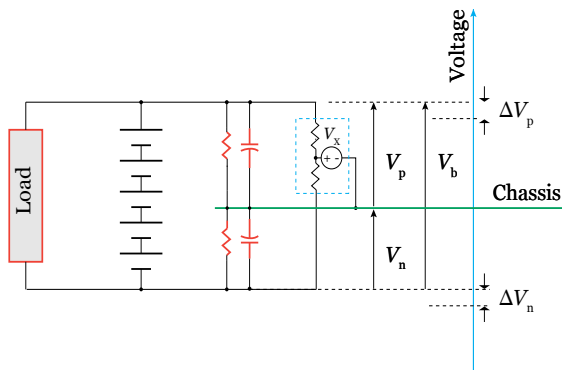 Voltage
ΔVp
Vx
+ -
Load
Vp
Vb
Chassis
Vn
ΔVn